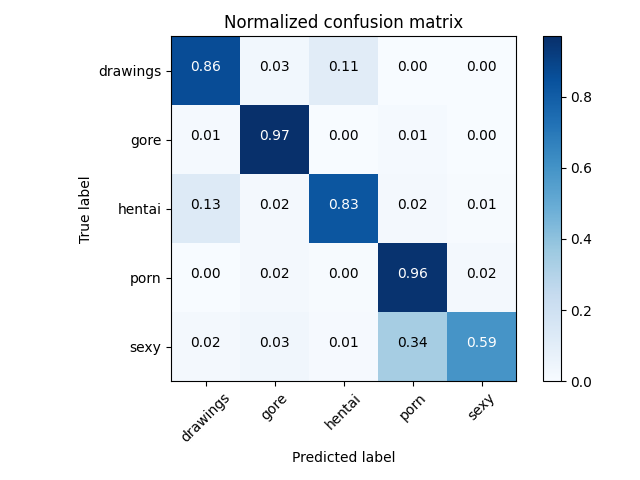 Normalized confusion matrix
True label
drawings 0.86 0.03 0.11 0.00 0.00
gore 0.01 0.97 0.00 0.01 0.00
hentai 0.13 0.02 0.83 0.02 0.01
porn 0.00 0.02 0.00 0.96 0.02
sexy 0.02 0.03 0.01 0.34 0.59
drawings gore hentai porn sexy
Predicted label
0.8
0.6
0.4
0.2
0.0